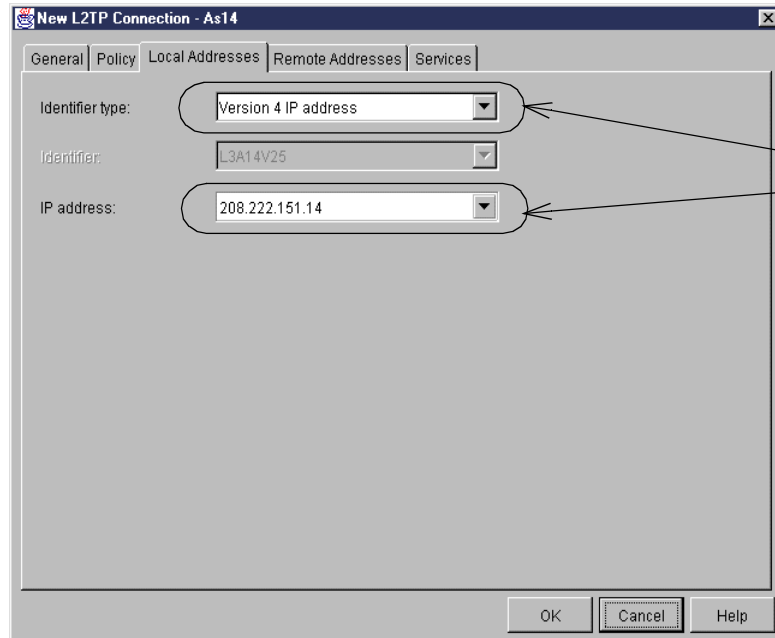 New L2TP Connection - As14
General Policy Local Addresses Remote Addresses Services
Identifier type: Version 4 IP address
Identifier: L3A14V25
IP address: 208.222.151.14
OK Cancel Help